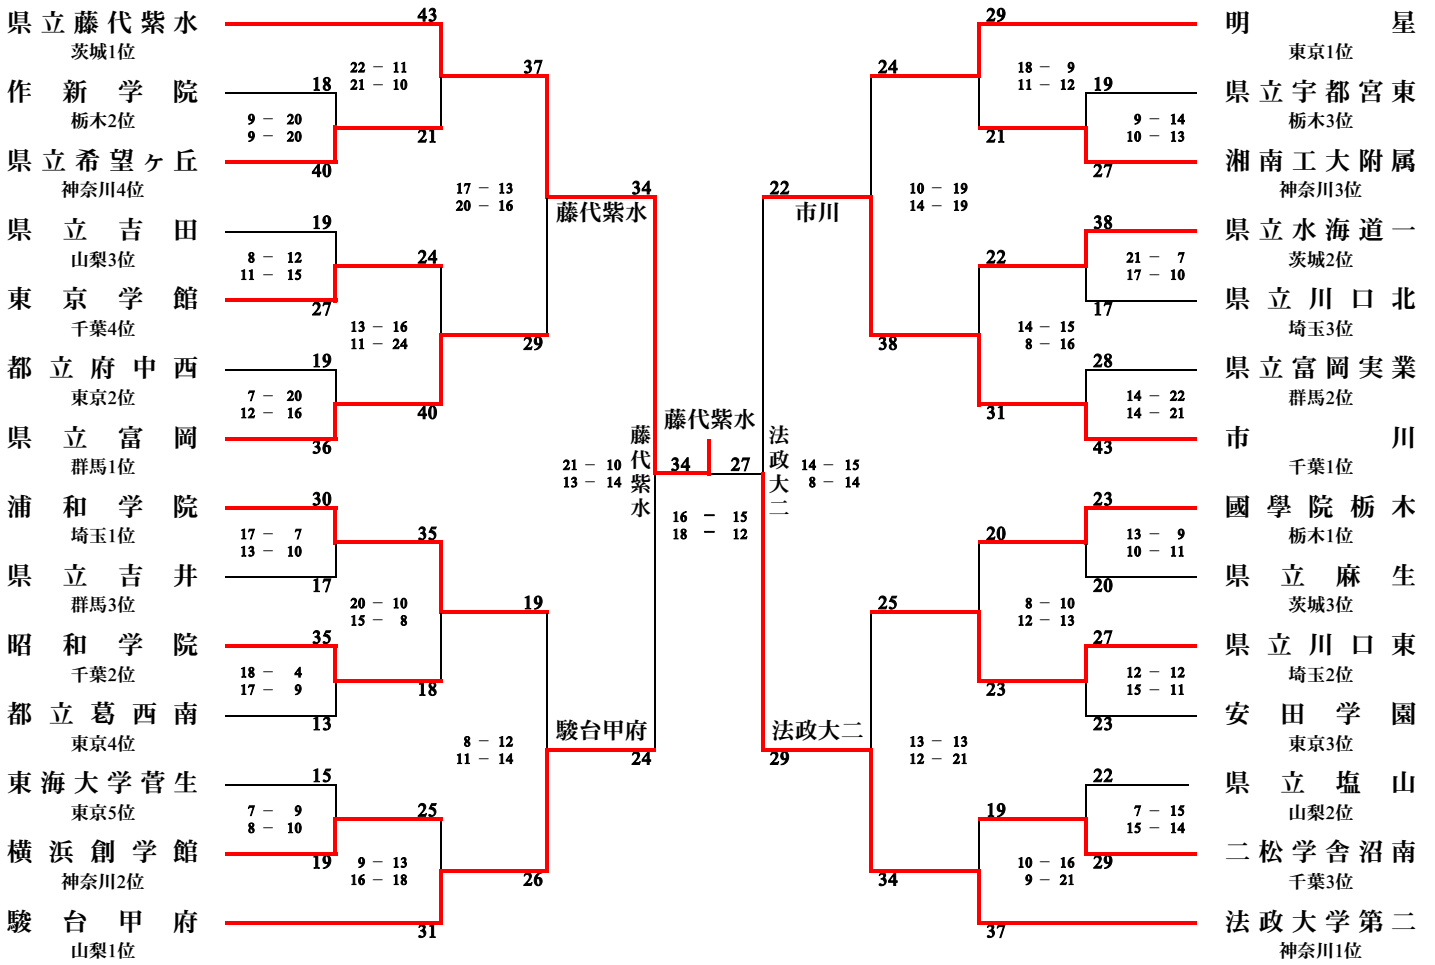 県立藤代紫水
茨城1位
作新学院
栃木2位
県立希望ヶ丘
神奈川4位
県立吉田
山梨3位
東京学館
千葉4位
都立府中西
東京2位
県立富岡
群馬1位
浦和学院
埼玉1位
県立吉井
群馬3位
昭和学院
千葉2位
都立葛西南
東京4位
東海大学菅生
東京5位
横浜創学館
神奈川2位
駿台甲府
山梨1位
18
9 − 20
9 − 20
40
19
8 − 12
11 − 15
27
19
7 − 20
12 − 16
36
30
17 − 7
13 − 10
17
35
18 − 4
17 − 9
13
15
7 − 9
8 − 10
19
43
22 − 11
21 − 10
21
24
13 − 16
11 − 24
40
35
20 − 10
15 − 8
18
25
9 − 13
16 − 18
31
37
17 − 13
20 − 16
29
19
8 − 12
11 − 14
26
34
藤代紫水
21 − 10
13 − 14
駿台甲府
24
藤代紫水
藤代紫水
34
27
16 − 15
18 − 12
法政大二
22
市川
14 − 15
8 − 14
法政大二
29
24
10 − 19
14 − 19
38
25
13 − 13
12 − 21
34
29
18 − 9
11 − 12
21
22
14 − 15
8 − 16
31
20
8 − 10
12 − 13
23
19
10 − 16
9 − 21
37
19
9 − 14
10 − 13
27
38
21 − 7
17 − 10
17
28
14 − 22
14 − 21
43
23
13 − 9
10 − 11
20
27
12 − 12
15 − 11
23
22
7 − 15
15 − 14
29
明星
東京1位
県立宇都宮東
栃木3位
湘南工大附属
神奈川3位
県立水海道一
茨城2位
県立川口北
埼玉3位
県立富岡実業
群馬2位
市川
千葉1位
國學院栃木
栃木1位
県立麻生
茨城3位
県立川口東
埼玉2位
安田学園
東京3位
県立塩山
山梨2位
二松学舎沼南
千葉3位
法政大学第二
神奈川1位